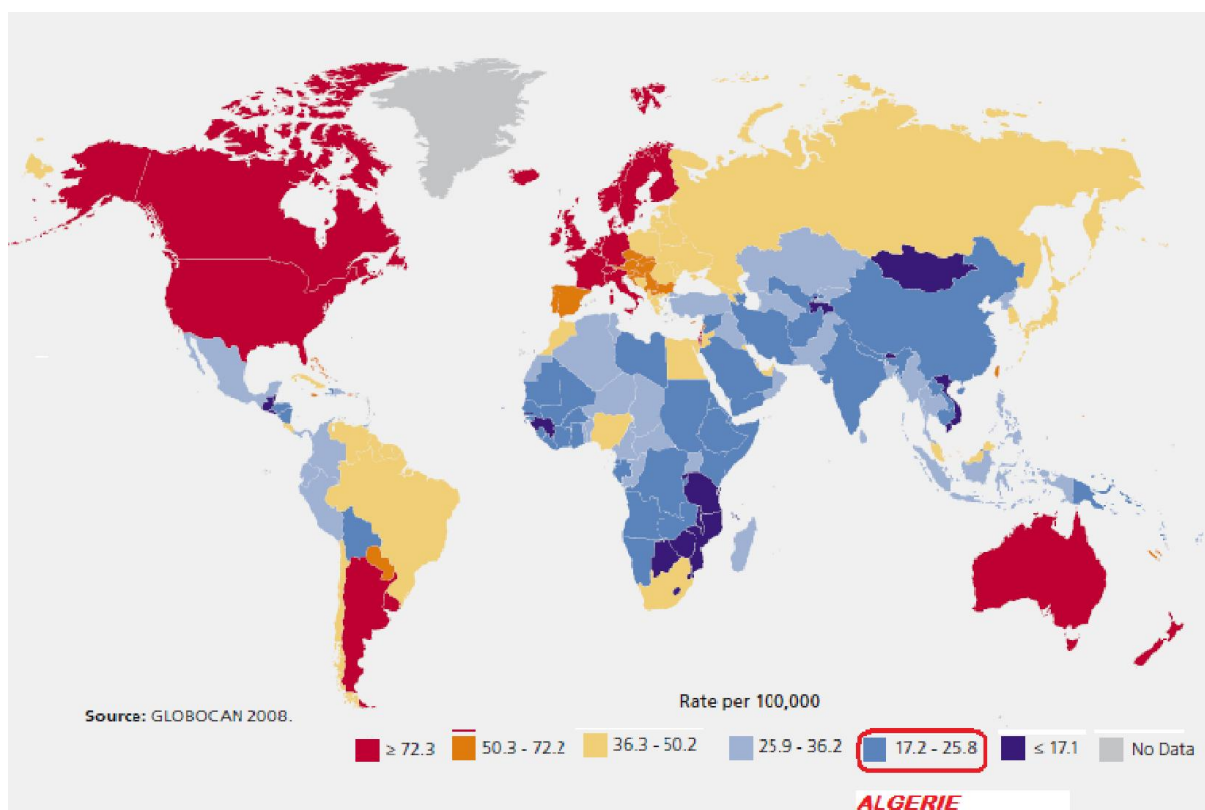 Rate per 100,000
Source: GLOBOCAN 2008.
≥ 72.3 50.3 - 72.2 36.3 - 50.2 25.9 - 36.2 17.2 - 25.8 ≤ 17.1 No Data
ALGERIE